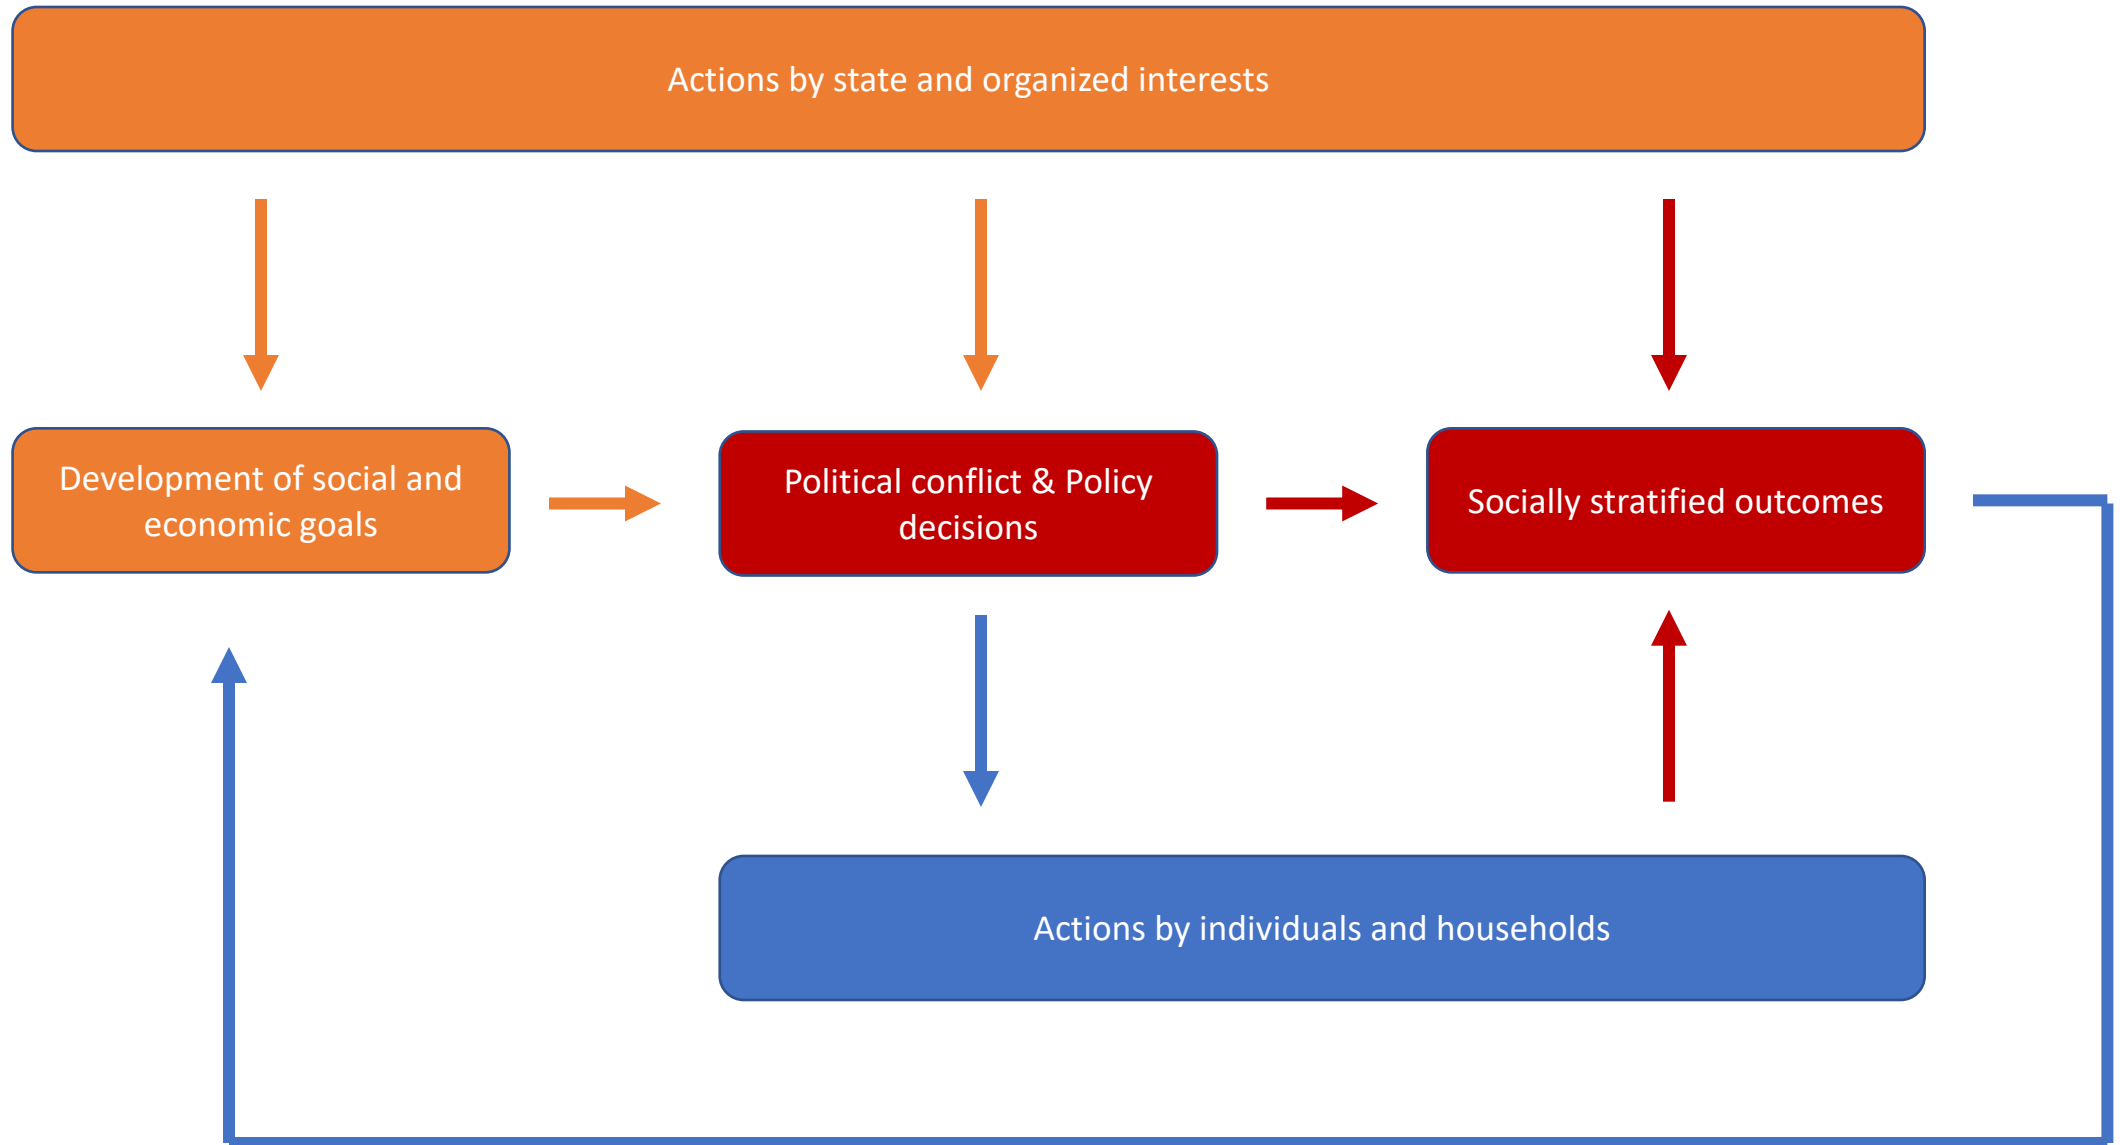 Actions by state and organized interests
Development of social and
economic goals
Political conflict & Policy
decisions
Socially stratified outcomes
Actions by individuals and households